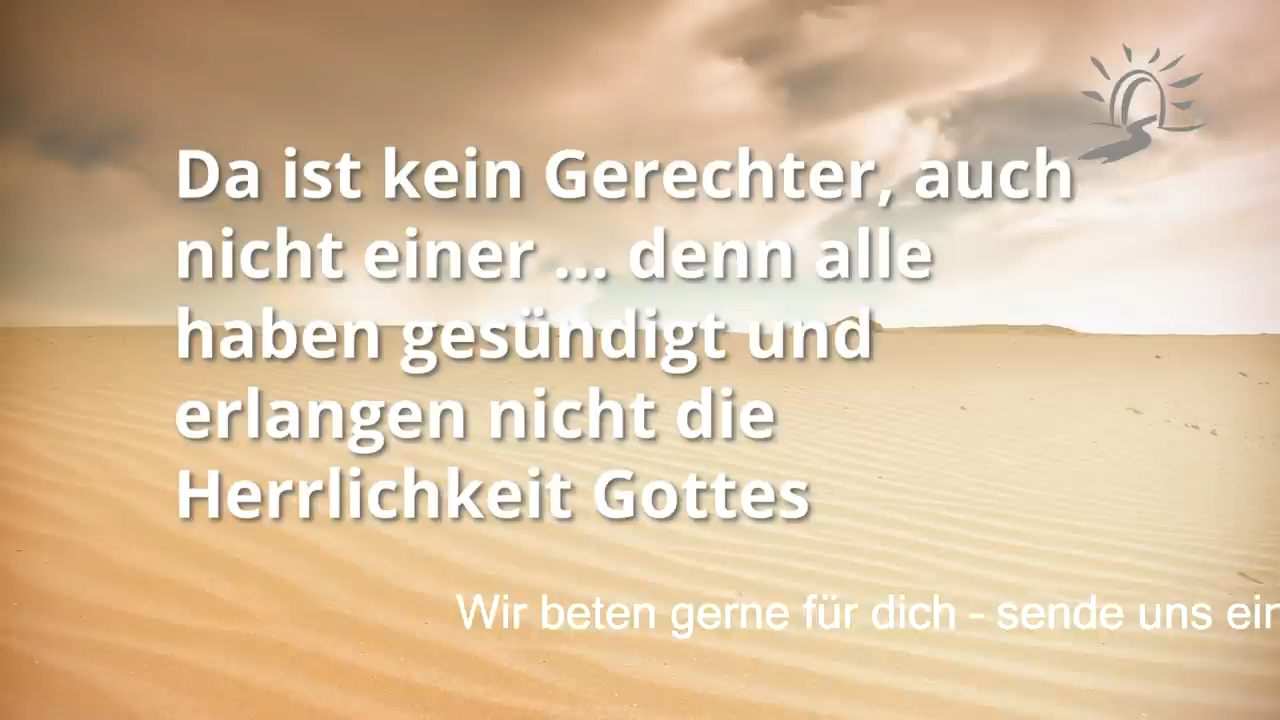 Da ist kein Gerechter, auch
nicht einer ... denn alle
haben gesündigt und
erlangen nicht die
Herrlichkeit Gottes
Wir beten gerne für dich - sende uns